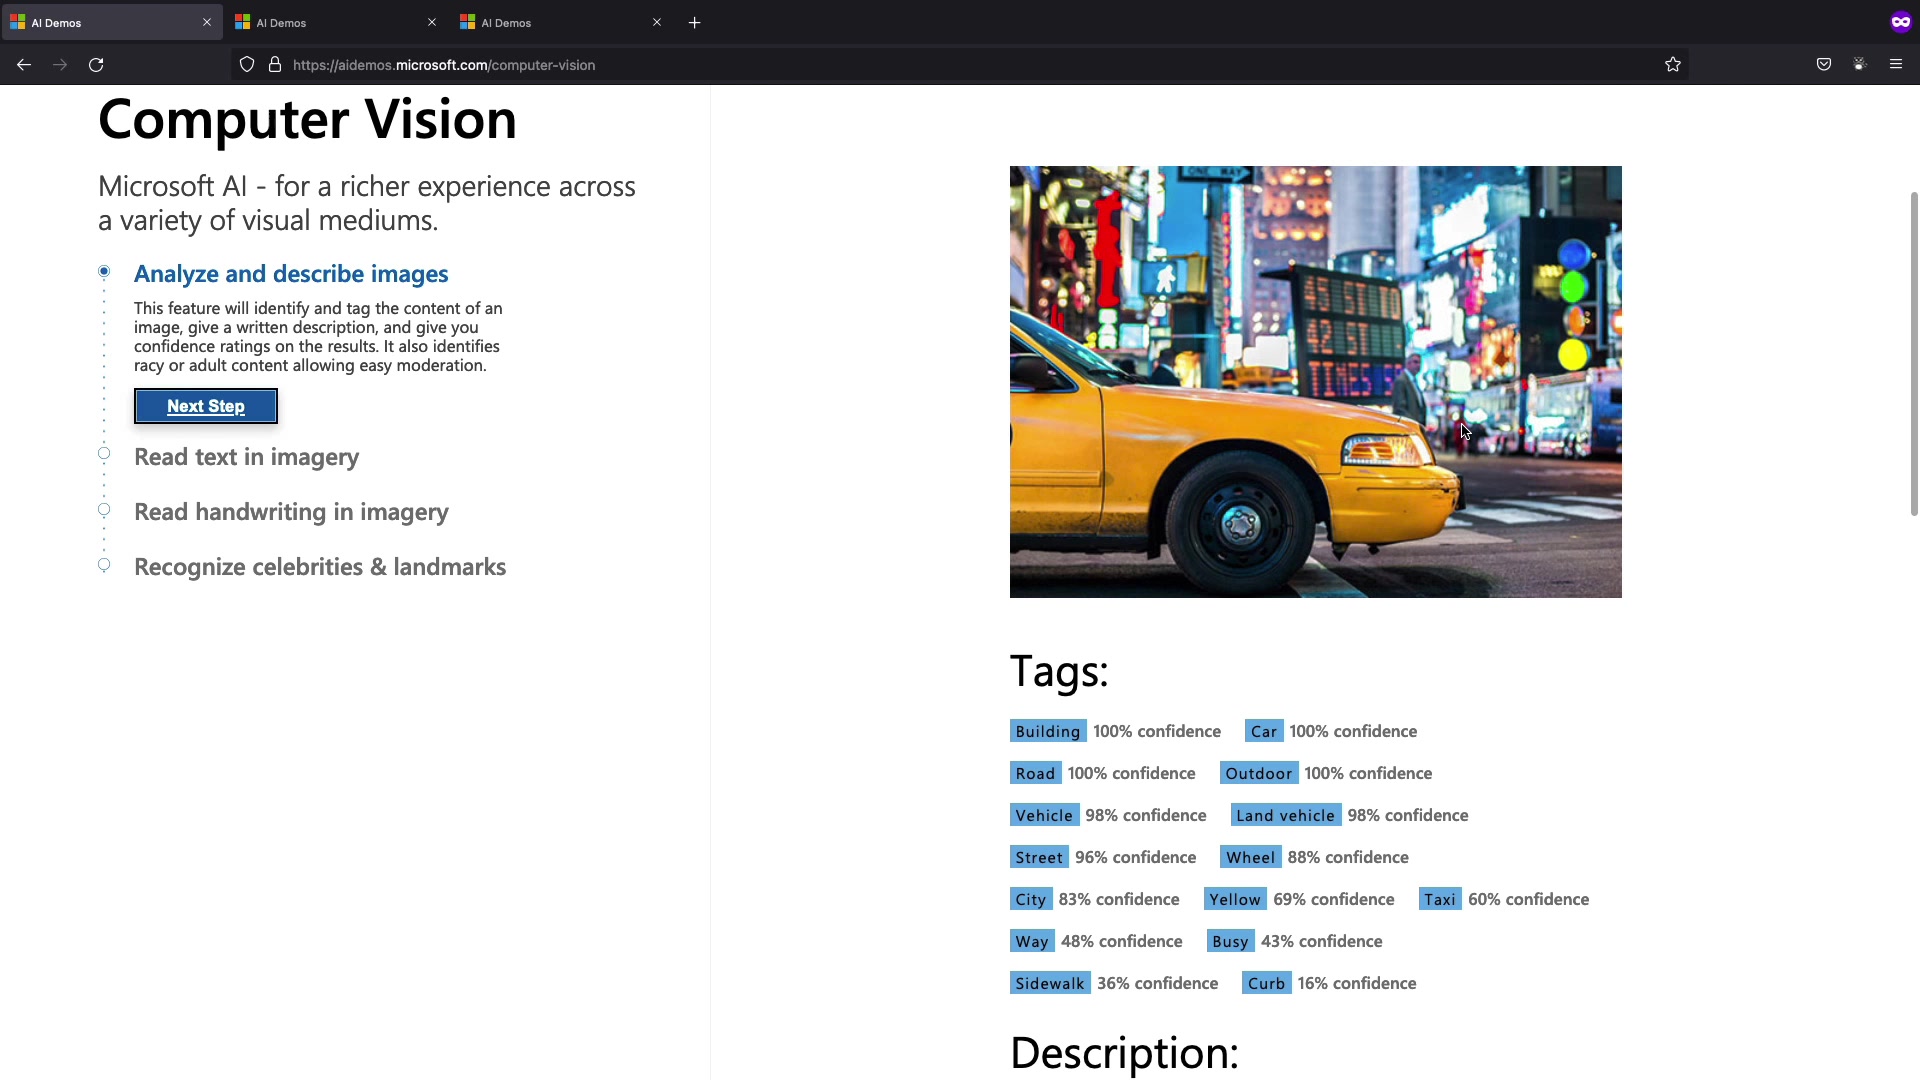 AI Demos
AI Demos
AI Demos
https://aidemos.microsoft.com/computer-vision
Computer Vision
Microsoft AI - for a richer experience across
a variety of visual mediums.
Analyze and describe images
This feature will identify and tag the content of an
image, give a written description, and give you
confidence ratings on the results. It also identifies
racy or adult content allowing easy moderation.
Next Step
Read text in imagery
Read handwriting in imagery
Recognize celebrities & landmarks
ONE WAY
42 ST
TIMES
Tags:
Building 100% confidence Car 100% confidence
Road 100% confidence Outdoor 100% confidence
Vehicle 98% confidence Land vehicle 98% confidence
Street 96% confidence Wheel 88% confidence
City 83% confidence Yellow 69% confidence Taxi 60% confidence
Way 48% confidence Busy 43% confidence
Sidewalk 36% confidence Curb 16% confidence
Description: